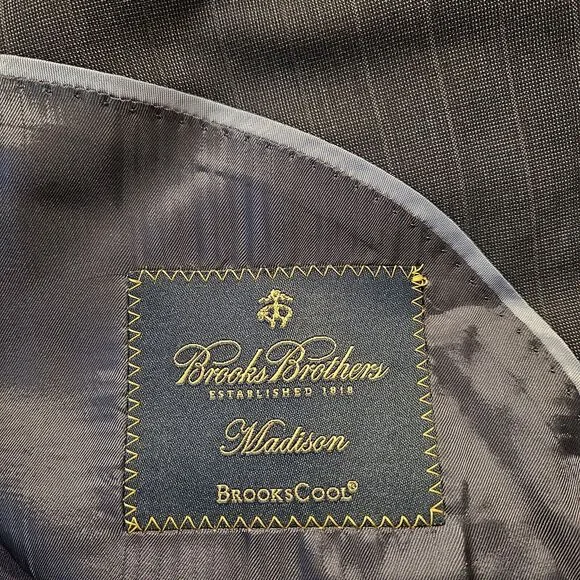 Brooks Brothers
ESTABLISHED 1818
Madison
BROOKSCOOL®